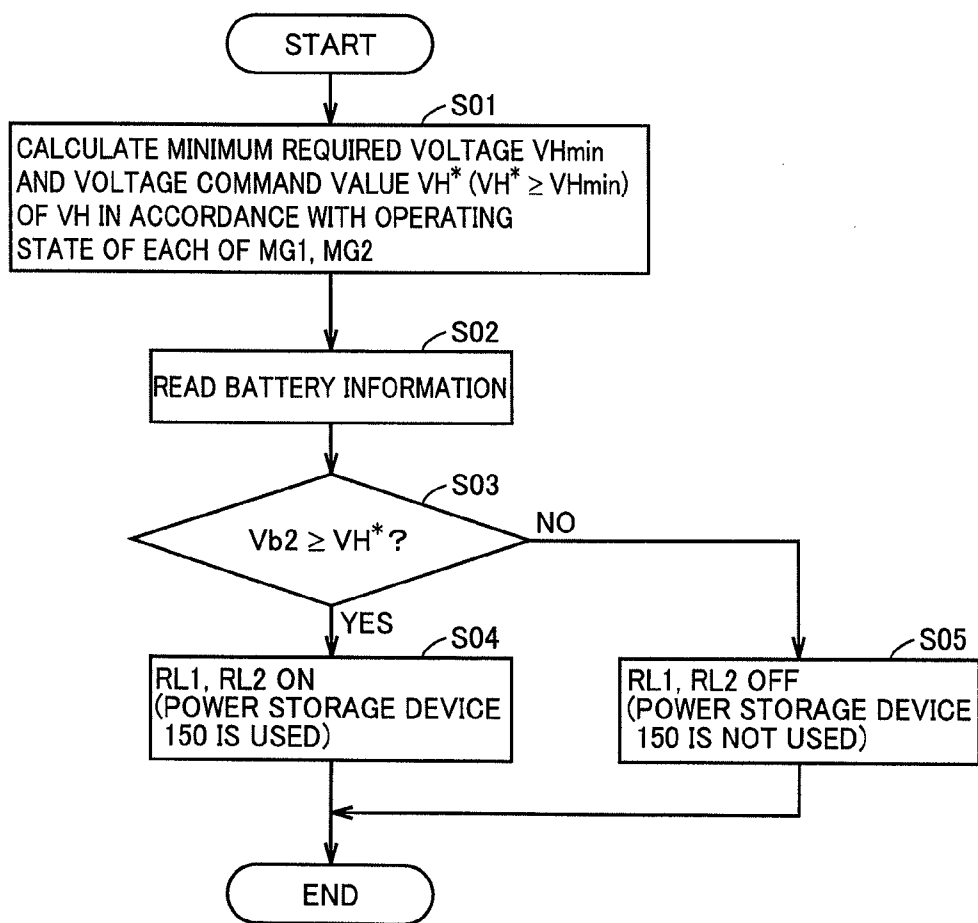 START
S01
CALCULATE MINIMUM REQUIRED VOLTAGE VHmin
AND VOLTAGE COMMAND VALUE VH* (VH* ≥ VHmin)
OF VH IN ACCORDANCE WITH OPERATING
STATE OF EACH OF MG1, MG2
S02
READ BATTERY INFORMATION
S03
Vb2 ≥ VH* ?
NO
YES
S04
RL1, RL2 ON
(POWER STORAGE DEVICE
150 IS USED)
S05
RL1, RL2 OFF
(POWER STORAGE DEVICE
150 IS NOT USED)
END